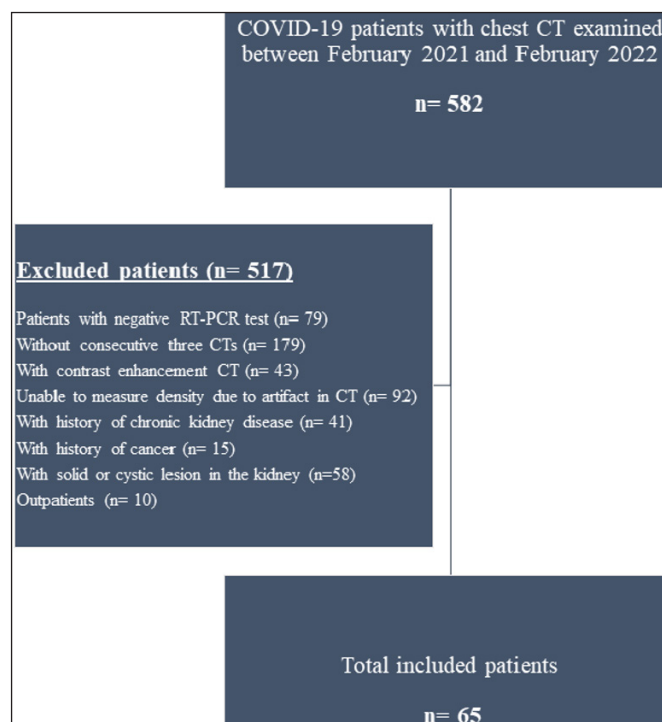 COVID-19 patients with chest CT examined
between February 2021 and February 2022
n= 582
Excluded patients (n= 517)
Patients with negative RT-PCR test (n= 79)
Without consecutive three CTs (n= 179)
With contrast enhancement CT (n= 43)
Unable to measure density due to artifact in CT (n= 92)
With history of chronic kidney disease (n= 41)
With history of cancer (n= 15)
With solid or cystic lesion in the kidney (n=58)
Outpatients (n= 10)
Total included patients
n= 65